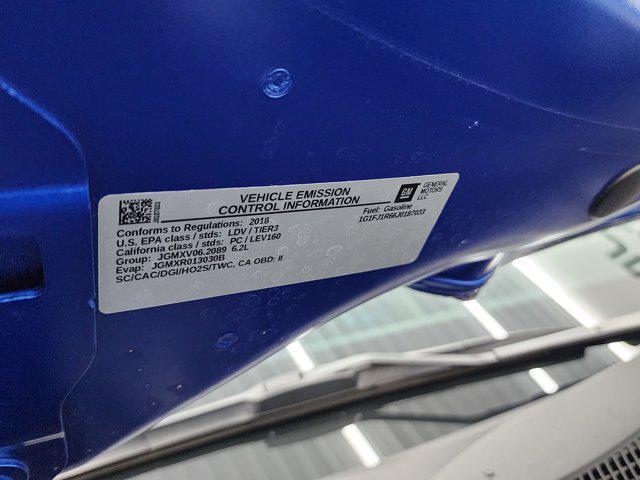 VEHICLE EMISSION
CONTROL INFORMATION
GM
GENERAL
MOTORS
LLC
Conforms to Regulations: 2018
Fuel: Gasoline
U.S. EPA class / stds: LDV / TIER3
1G1FJ1R66J0187033
California class / stds: PC / LEV160
Group: JGMXV06.2089 6.2L
Evap: JGMXR013030B
SC/CAC/DGI/HO2S/TWC, CA OBD: II
J0187033